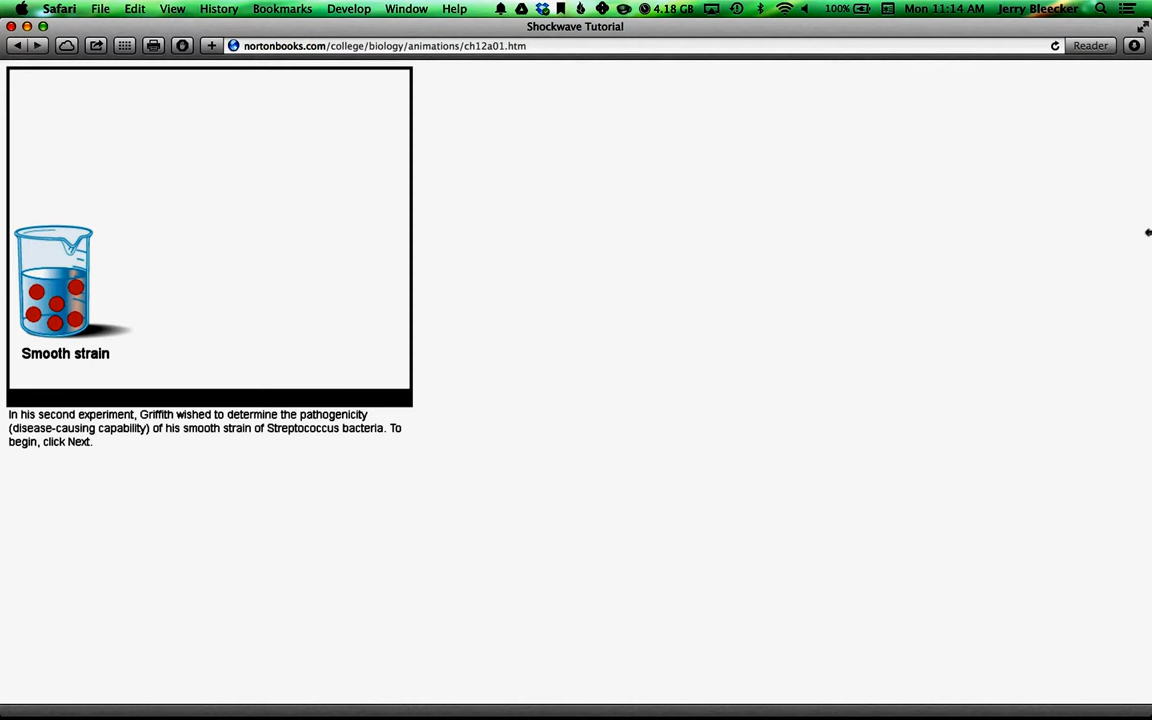 Safari File Edit View History Bookmarks Develop Window Help 4.18 GB 100% Mon 11:14 AM Jerry Bleecker
Shockwave Tutorial
nortonbooks.com/college/biology/animations/ch12a01.htm Reader
Smooth strain
In his second experiment, Griffith wished to determine the pathogenicity
(disease-causing capability) of his smooth strain of Streptococcus bacteria. To
begin, click Next.